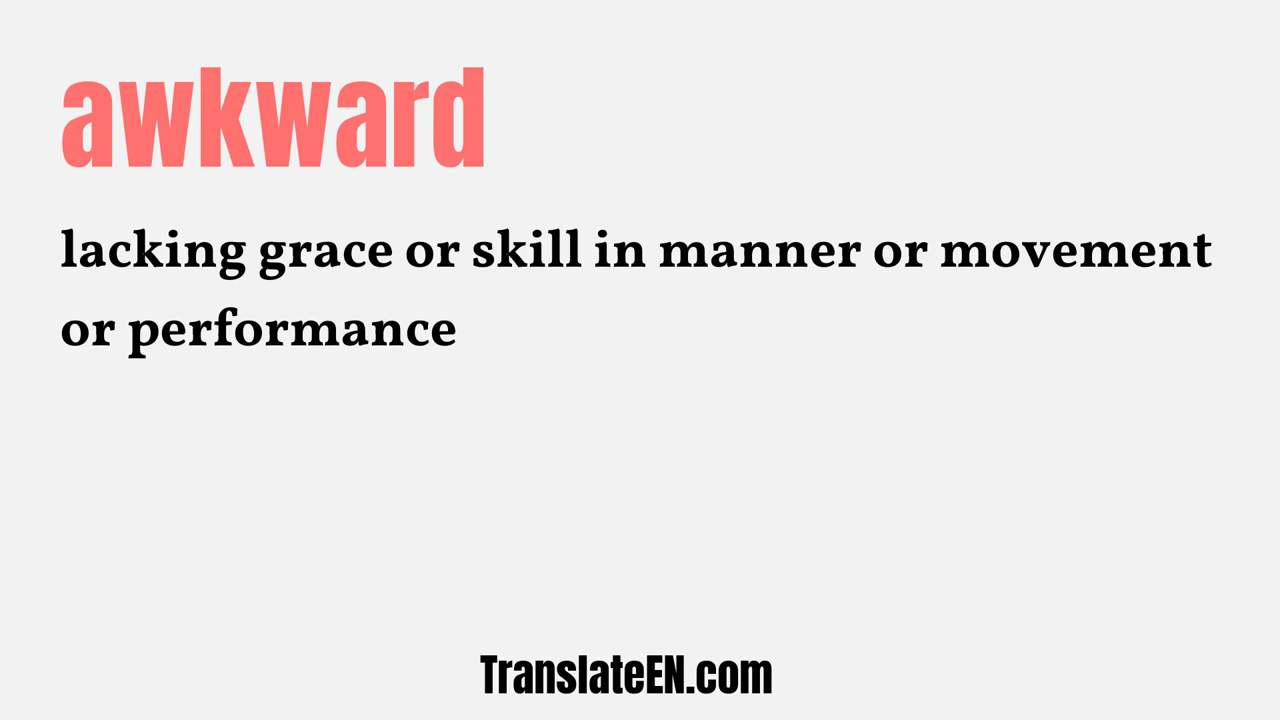 awkward
lacking grace or skill in manner or movement
or performance
TranslateEN.com